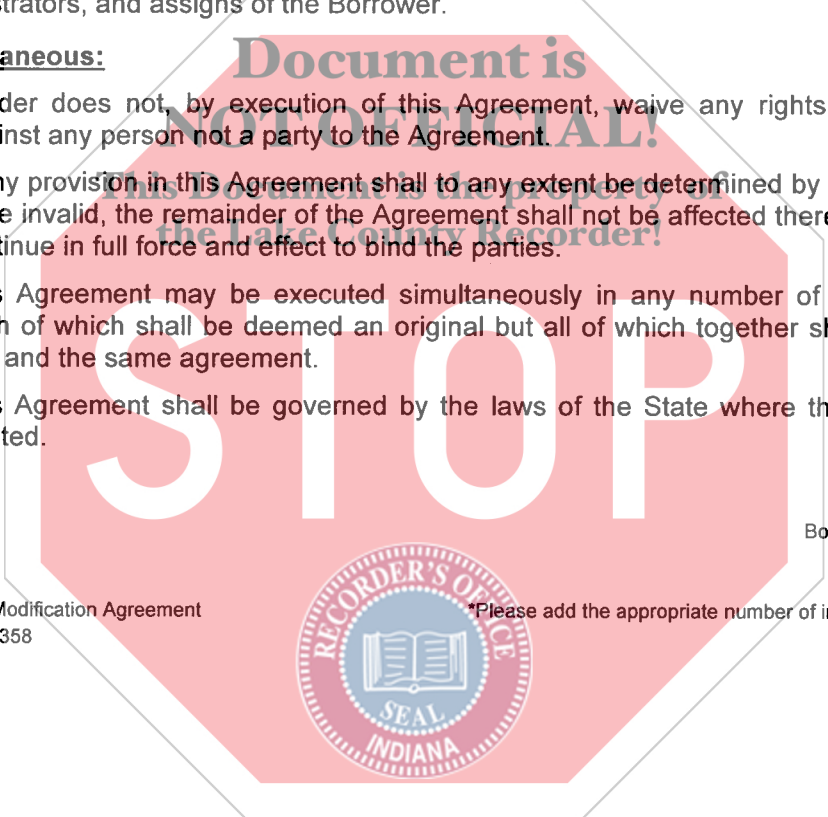 strators, and assigns of the Borrower.
aneous:
Document is
der does not, by execution of this Agreement, waive any rights
NOT OFFICIAL!
inst any person not a party to the Agreement.
y provision in this Agreement shall to any extent be determined by
This Document is the property of
e invalid, the remainder of the Agreement shall not be affected there
the Lake County Recorder!
tinue in full force and effect to bind the parties.
s Agreement may be executed simultaneously in any number of
h of which shall be deemed an original but all of which together sh
and the same agreement.
STOP
s Agreement shall be governed by the laws of the State where th
ted.
Bo
RECORDER'S OFFICE
Modification Agreement
*Please add the appropriate number of in
358
SEAL
INDIANA